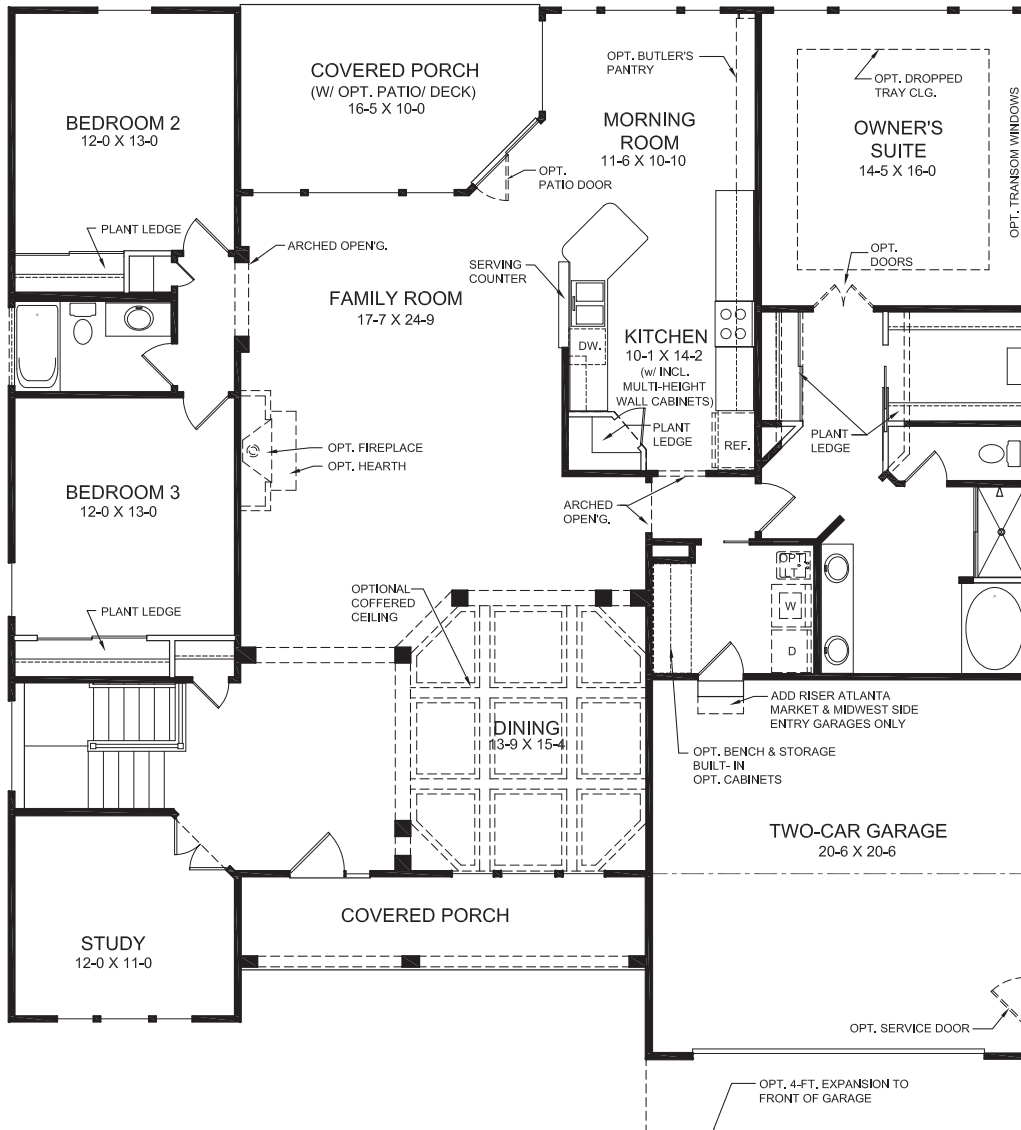 COVERED PORCH
(W/ OPT. PATIO/ DECK)
16-5 X 10-0
OPT. BUTLER'S
PANTRY
OPT. DROPPED
TRAY CLG.
OPT. TRANSOM WINDOWS
BEDROOM 2
12-0 X 13-0
MORNING
ROOM
11-6 X 10-10
OWNER'S
SUITE
14-5 X 16-0
OPT.
PATIO DOOR
PLANT LEDGE
ARCHED OPEN'G.
SERVING
COUNTER
OPT.
DOORS
FAMILY ROOM
17-7 X 24-9
KITCHEN
10-1 X 14-2
(w/ INCL.
MULTI-HEIGHT
WALL CABINETS)
DW.
PLANT
LEDGE
REF.
PLANT
LEDGE
OPT. FIREPLACE
OPT. HEARTH
BEDROOM 3
12-0 X 13-0
ARCHED
OPEN'G.
OPT.
LT.
W
D
PLANT LEDGE
OPTIONAL
COFFERED
CEILING
DINING
13-9 X 15-4
ADD RISER ATLANTA
MARKET & MIDWEST SIDE
ENTRY GARAGES ONLY
OPT. BENCH & STORAGE
BUILT- IN
OPT. CABINETS
TWO-CAR GARAGE
20-6 X 20-6
COVERED PORCH
STUDY
12-0 X 11-0
OPT. SERVICE DOOR
OPT. 4-FT. EXPANSION TO
FRONT OF GARAGE